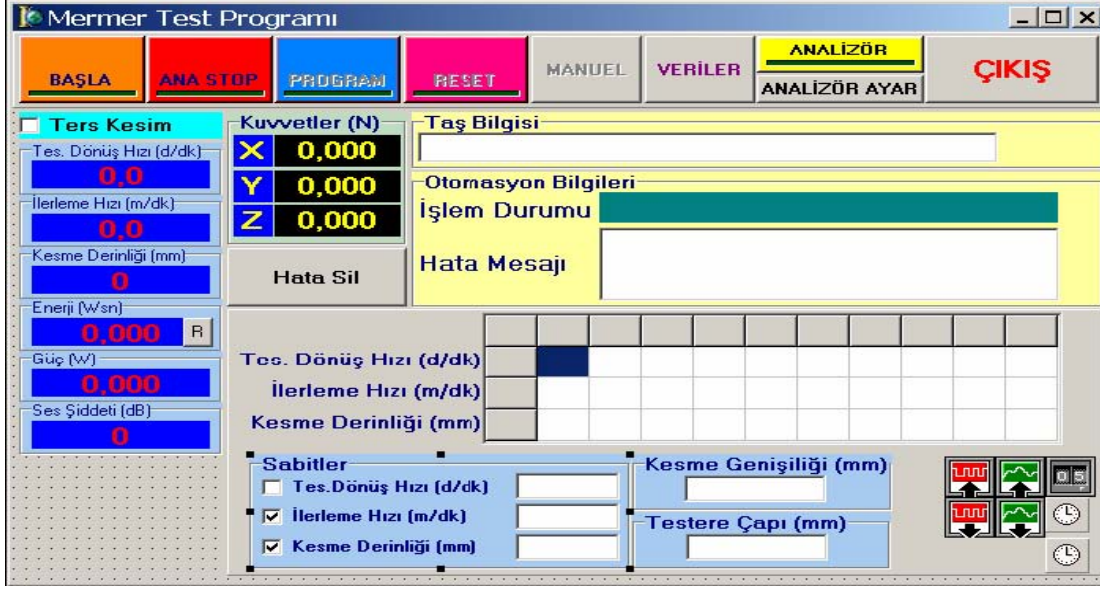 Mermer Test Programı
BAŞLA
ANA STOP
PROGRAM
RESET
MANUEL
VERİLER
ANALİZÖR
ANALİZÖR AYAR
ÇIKIŞ
Ters Kesim
Tes. Dönüş Hızı (d/dk)
0,0
İlerleme Hızı (m/dk)
0,0
Kesme Derinliği (mm)
0
Enerji (Wsn)
0,000 R
Güç (W)
0,000
Ses Şiddeti (dB)
0
Kuvvetler (N)
X 0,000
Y 0,000
Z 0,000
Hata Sil
Taş Bilgisi
Otomasyon Bilgileri
İşlem Durumu
Hata Mesajı
Tes. Dönüş Hızı (d/dk)
İlerleme Hızı (m/dk)
Kesme Derinliği (mm)
Sabitler
Tes.Dönüş Hızı (d/dk)
İlerleme Hızı (m/dk)
Kesme Derinliği (mm)
Kesme Genişiliği (mm)
Testere Çapı (mm)